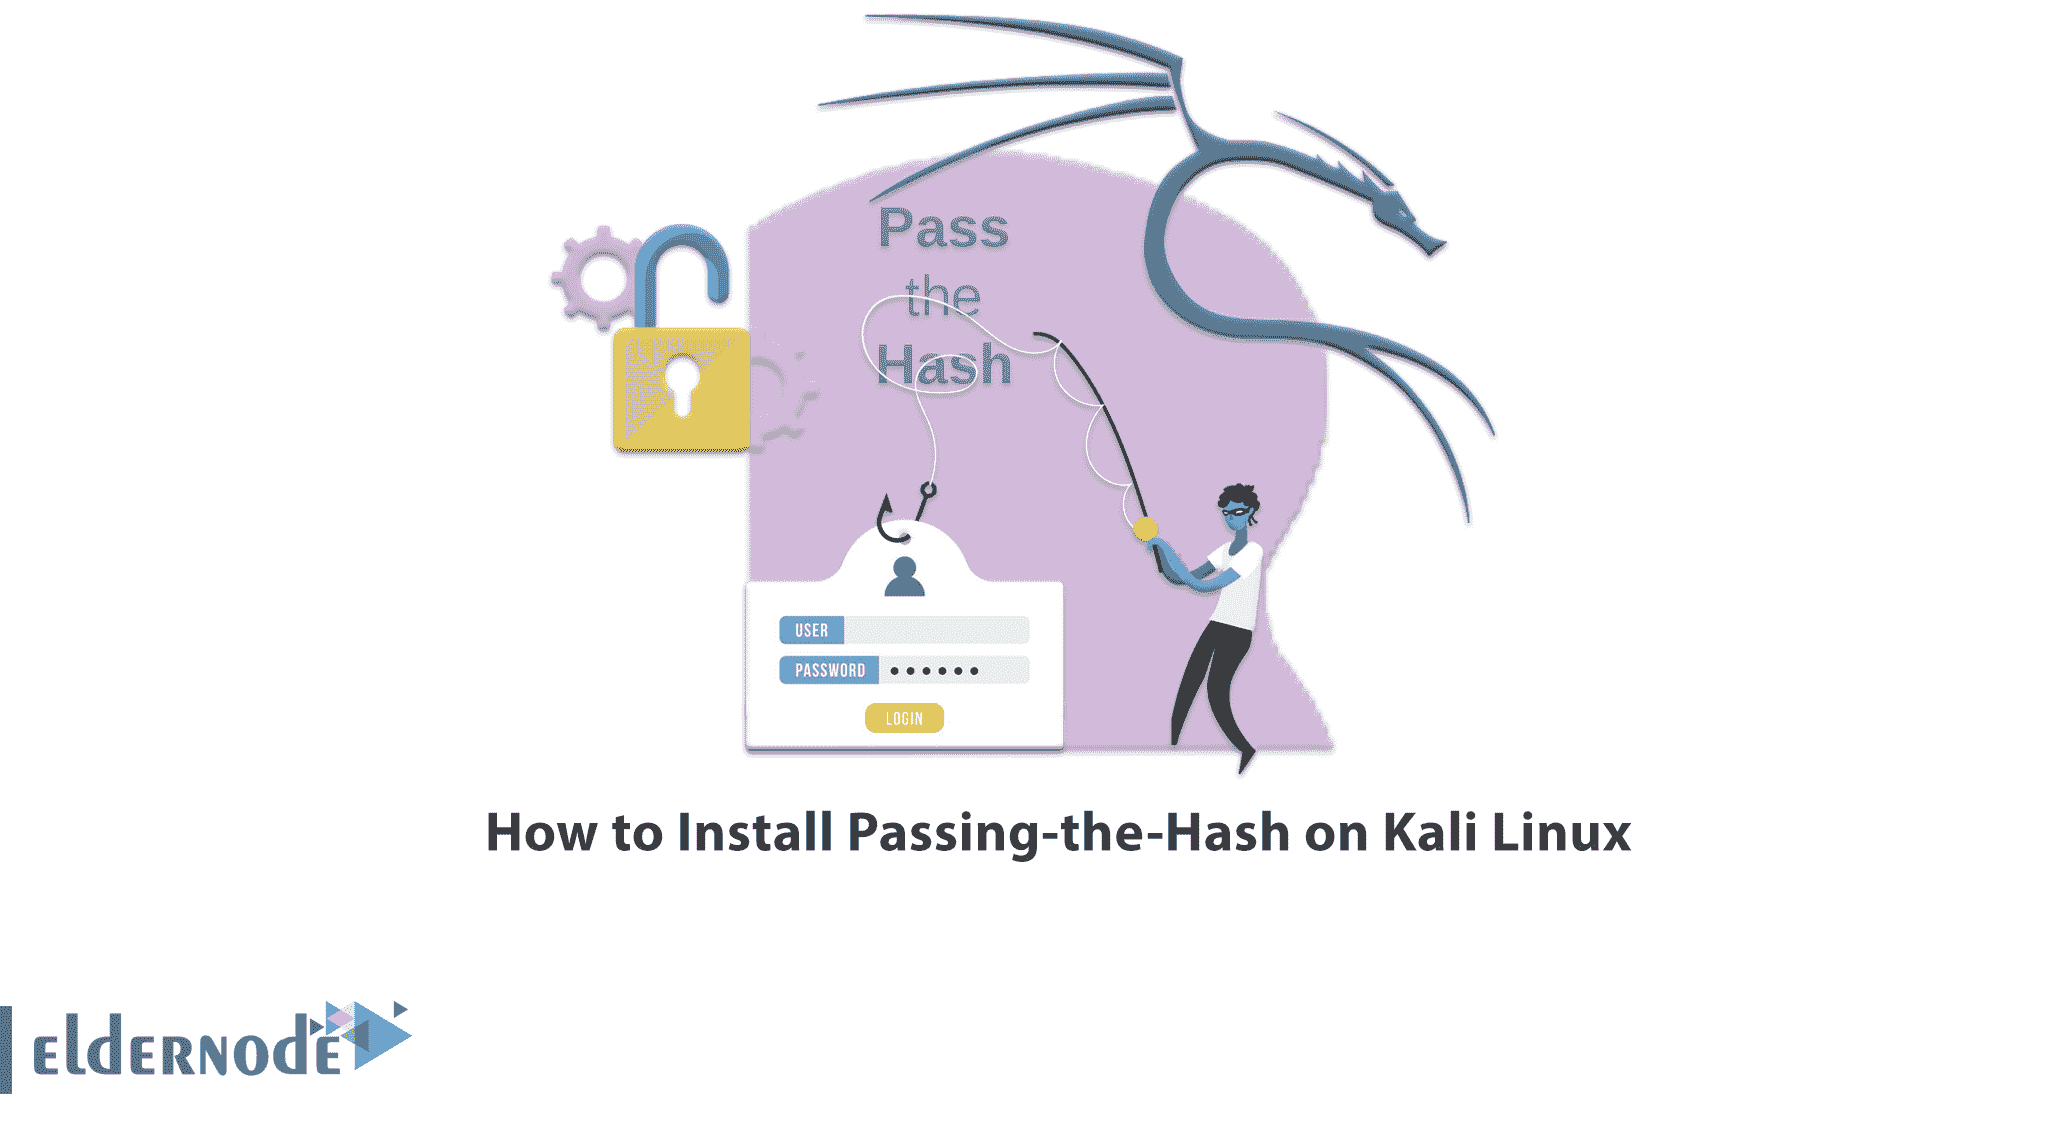 Pass
the
Hash
USER
PASSWORD
LOGIN
How to Install Passing-the-Hash on Kali Linux
ELDERNODE